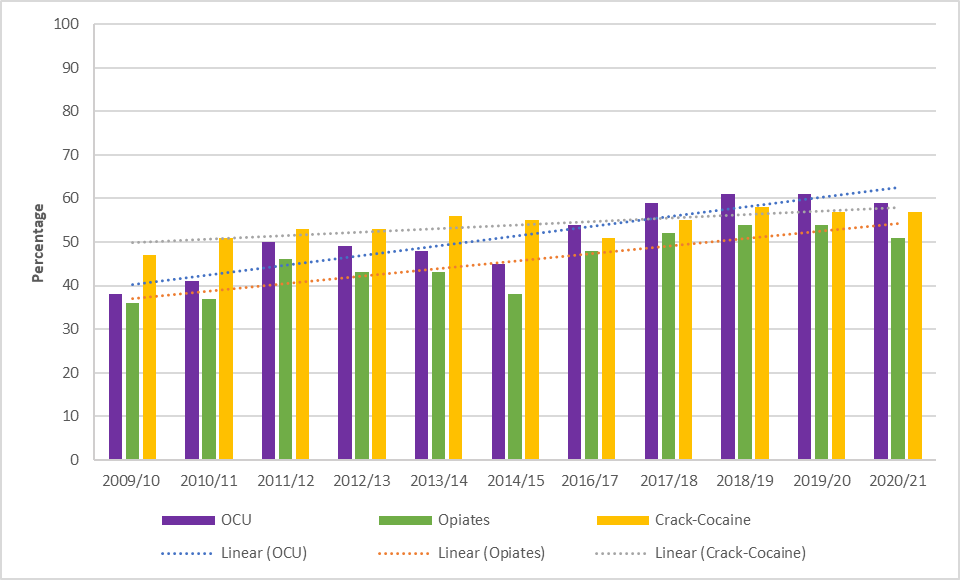 100
90
80
70
60
50
40
30
20
10
0
Percentage
2009/10 2010/11 2011/12 2012/13 2013/14 2014/15 2016/17 2017/18 2018/19 2019/20 2020/21
OCU Opiates Crack-Cocaine
Linear (OCU) Linear (Opiates) Linear (Crack-Cocaine)